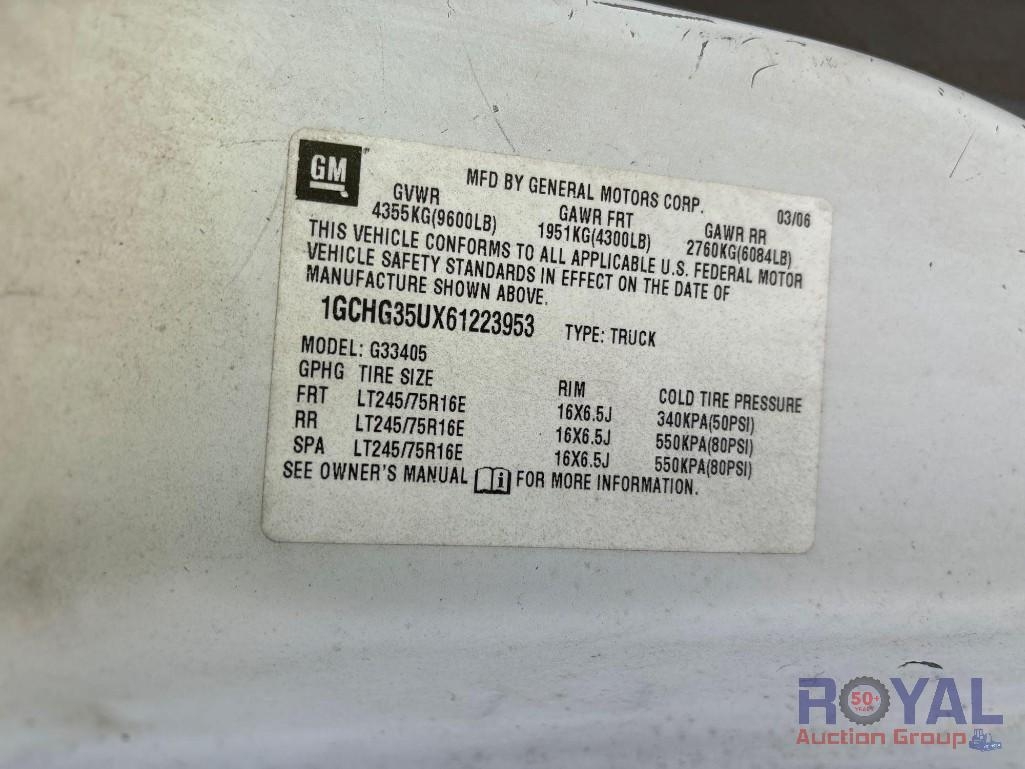 GM
MFD BY GENERAL MOTORS CORP. 03/06
GVWR GAWR FRT GAWR RR
4355KG(9600LB) 1951KG(4300LB) 2760KG(6084LB)
THIS VEHICLE CONFORMS TO ALL APPLICABLE U.S. FEDERAL MOTOR
VEHICLE SAFETY STANDARDS IN EFFECT ON THE DATE OF
MANUFACTURE SHOWN ABOVE.
1GCHG35UX61223953 TYPE: TRUCK
MODEL: G33405
GPHG TIRE SIZE RIM COLD TIRE PRESSURE
FRT LT245/75R16E 16X6.5J 340KPA(50PSI)
RR LT245/75R16E 16X6.5J 550KPA(80PSI)
SPA LT245/75R16E 16X6.5J 550KPA(80PSI)
SEE OWNER'S MANUAL i FOR MORE INFORMATION.
ROYAL
50+
YEARS
Auction Group